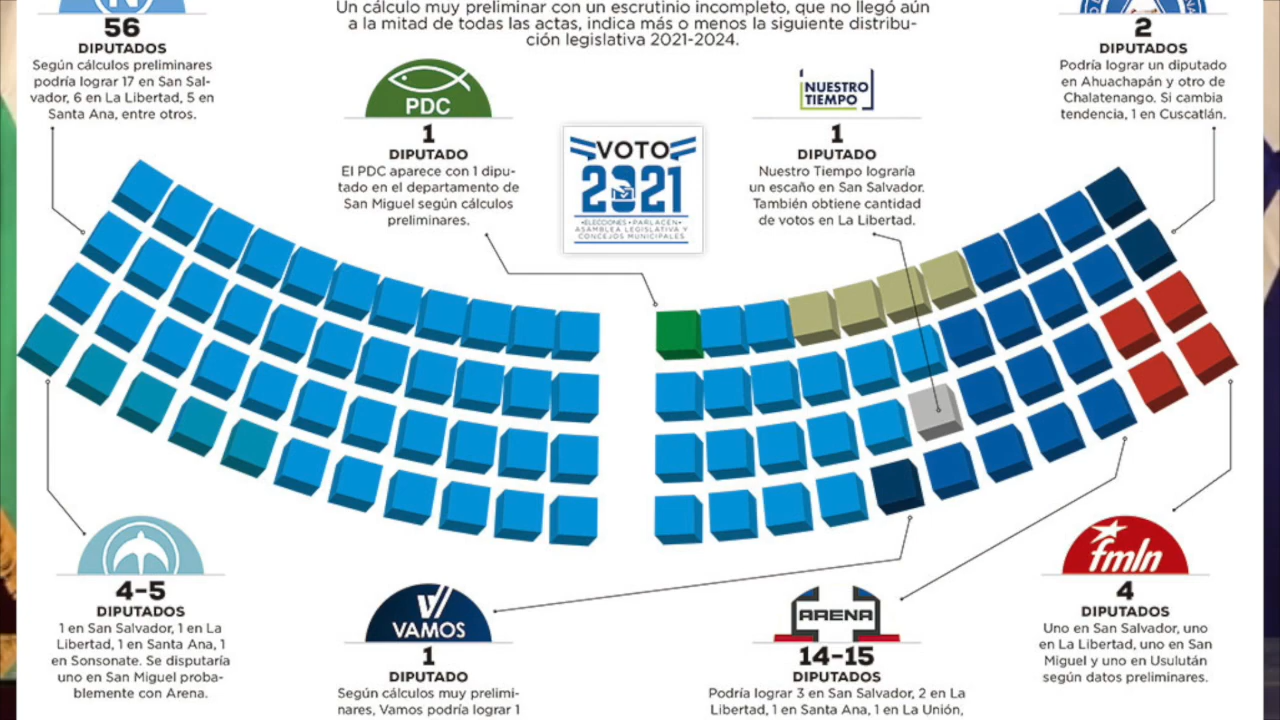 Un cálculo muy preliminar con un escrutinio incompleto, que no llegó aún
a la mitad de todas las actas, indica más o menos la siguiente distribu-
ción legislativa 2021-2024.
N
56
DIPUTADOS
Según cálculos preliminares
podría lograr 17 en San Sal-
vador, 6 en La Libertad, 5 en
Santa Ana, entre otros.
PDC
1
DIPUTADO
El PDC aparece con 1 dipu-
tado en el departamento de
San Miguel según cálculos
preliminares.
VOTO
2021
•ELECCIONES•PARLACEN•
ASAMBLEA LEGISLATIVA Y
CONCEJOS MUNICIPALES
NUESTRO
TIEMPO
1
DIPUTADO
Nuestro Tiempo lograría
un escaño en San Salvador.
También obtiene cantidad
de votos en La Libertad.
2
DIPUTADOS
Podría lograr un diputado
en Ahuachapán y otro de
Chalatenango. Si cambia
tendencia, 1 en Cuscatlán.
4-5
DIPUTADOS
1 en San Salvador, 1 en La
Libertad, 1 en Santa Ana, 1
en Sonsonate. Se disputaría
uno en San Miguel proba-
blemente con Arena.
VAMOS
1
DIPUTADO
Según cálculos muy prelimi-
nares, Vamos podría lograr 1
ARENA
14-15
DIPUTADOS
Podría lograr 3 en San Salvador, 2 en La
Libertad, 1 en Santa Ana, 1 en La Unión,
fmln
4
DIPUTADOS
Uno en San Salvador, uno
en La Libertad, uno en San
Miguel y uno en Usulután
según datos preliminares.